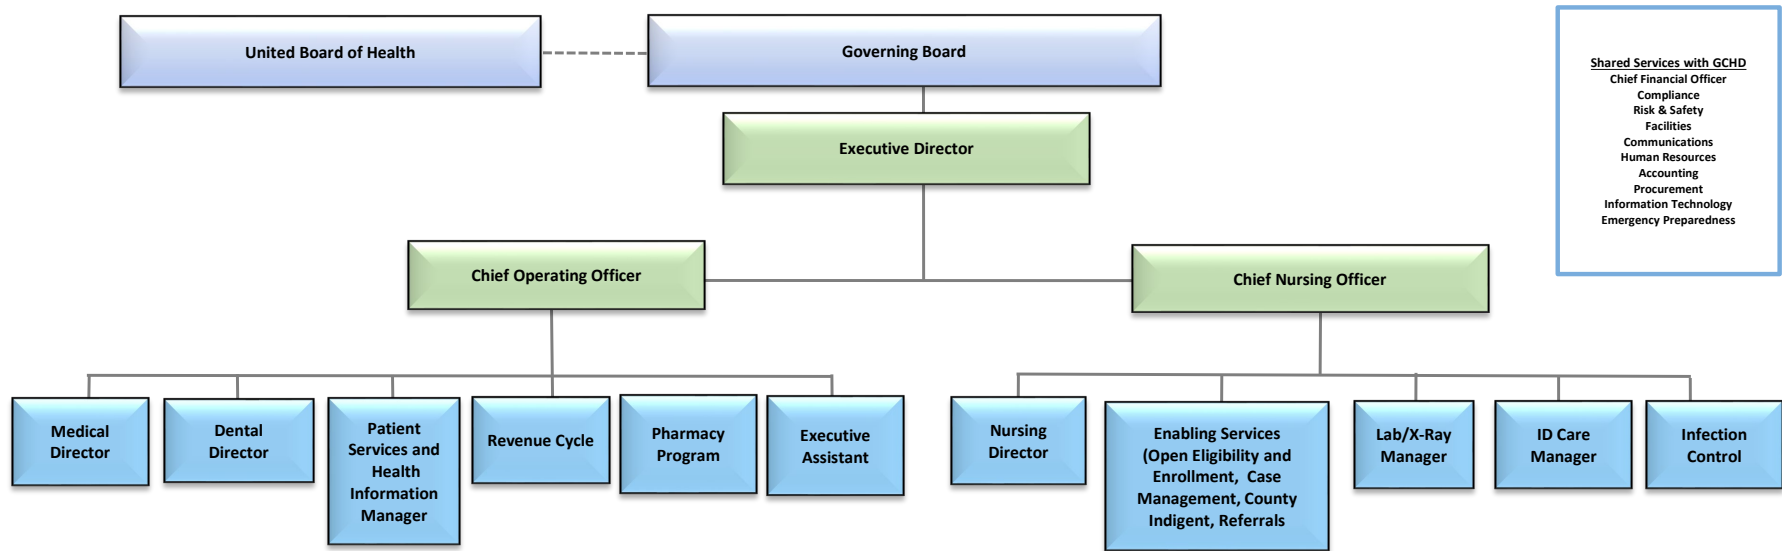 United Board of Health
Governing Board
Shared Services with GCHD
Chief Financial Officer
Compliance
Risk & Safety
Facilities
Communications
Human Resources
Accounting
Procurement
Information Technology
Emergency Preparedness
Executive Director
Chief Operating Officer
Chief Nursing Officer
Medical
Director
Dental
Director
Patient
Services and
Health
Information
Manager
Revenue Cycle
Pharmacy
Program
Executive
Assistant
Nursing
Director
Enabling Services
(Open Eligibility and
Enrollment, Case
Management, County
Indigent, Referrals
Lab/X-Ray
Manager
ID Care
Manager
Infection
Control